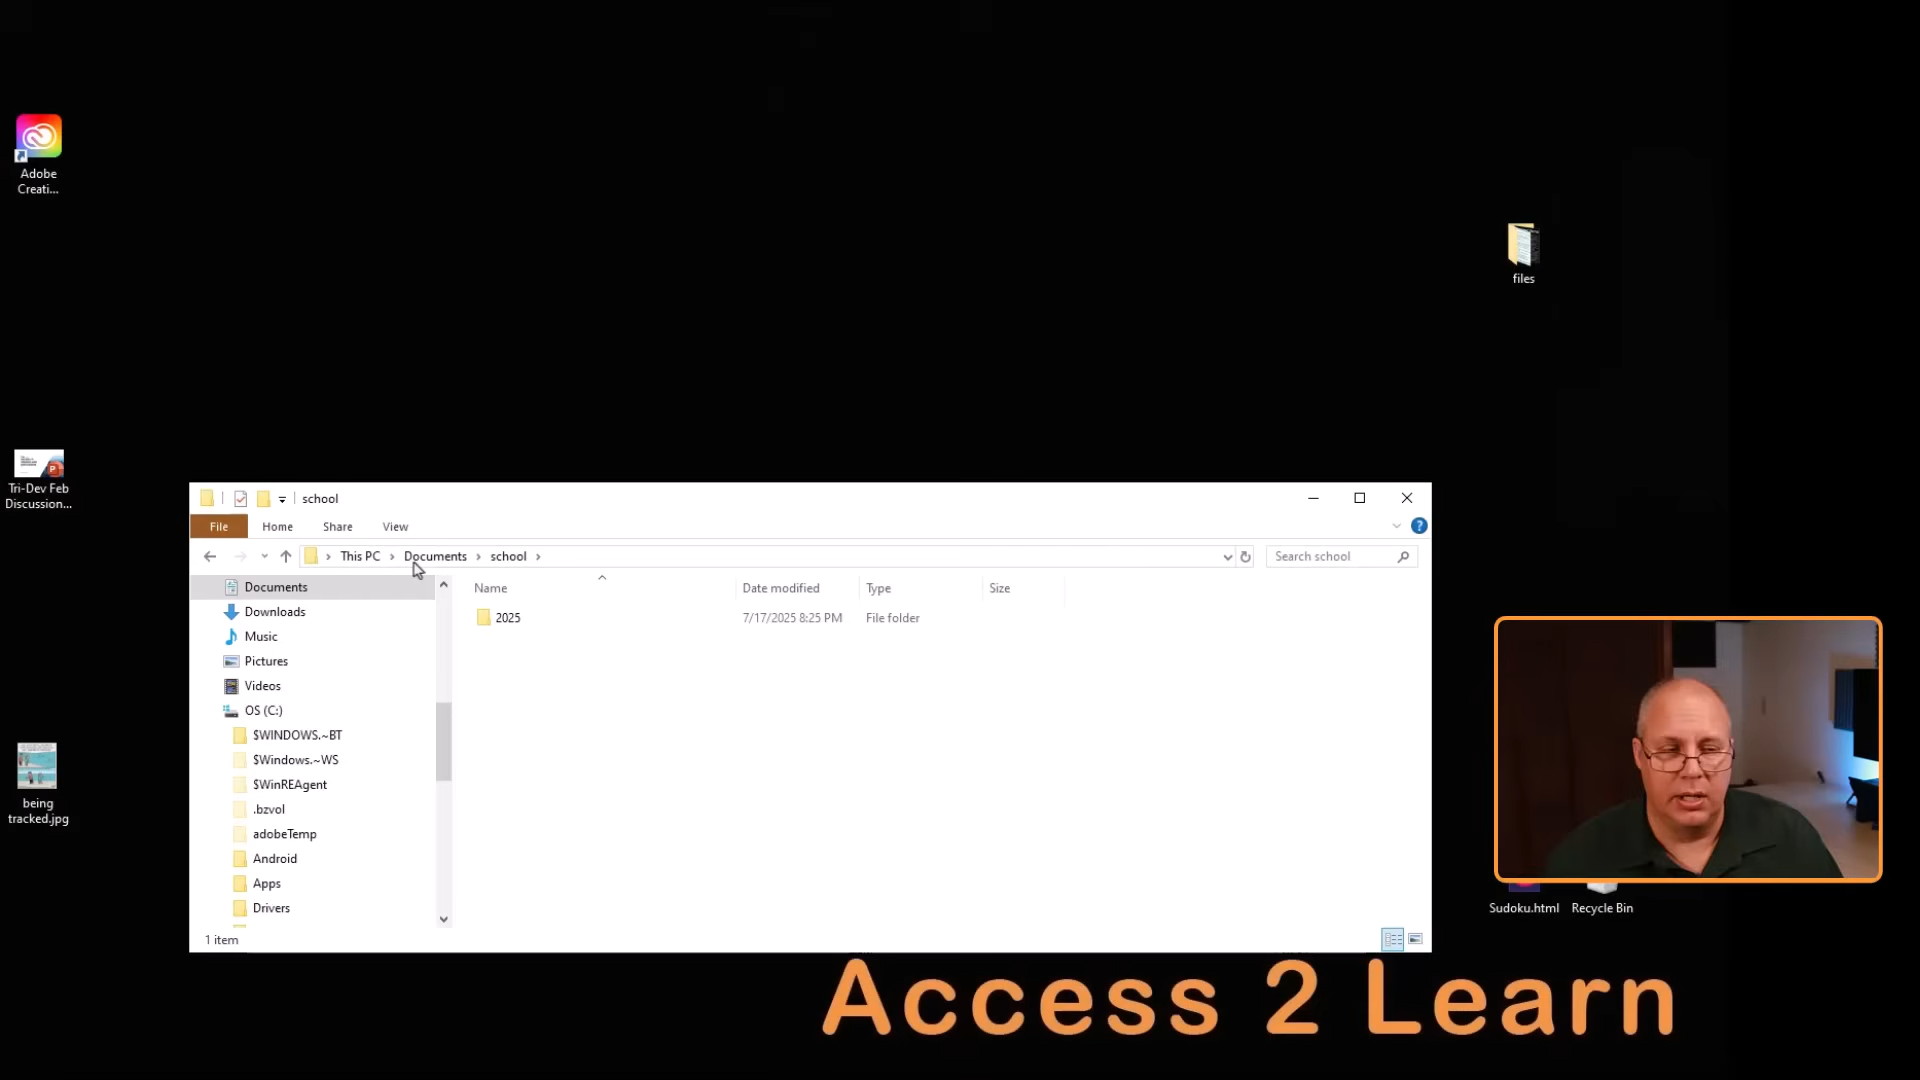 Adobe
Creati...
files
Tri-Dev Feb
Discussion...
being
tracked.jpg
school
File Home Share View
This PC Documents school
Search school
Name Date modified Type Size
2025 7/17/2025 8:25 PM File folder
Documents
Downloads
Music
Pictures
Videos
OS (C:)
$WINDOWS.~BT
$Windows.~WS
$WinREAgent
.bzvol
adobeTemp
Android
Apps
Drivers
1 item
Sudoku.html Recycle Bin
Access 2 Learn